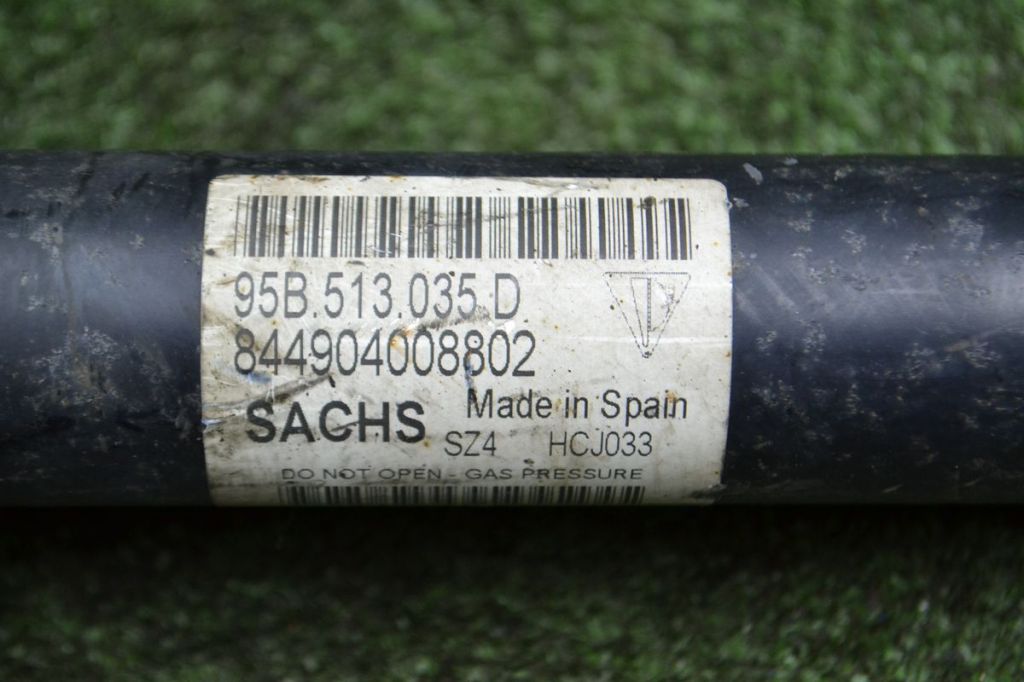 95B.513.035.D
844904008802
SACHS Made in Spain
SZ4 HCJ033
DO NOT OPEN - GAS PRESSURE